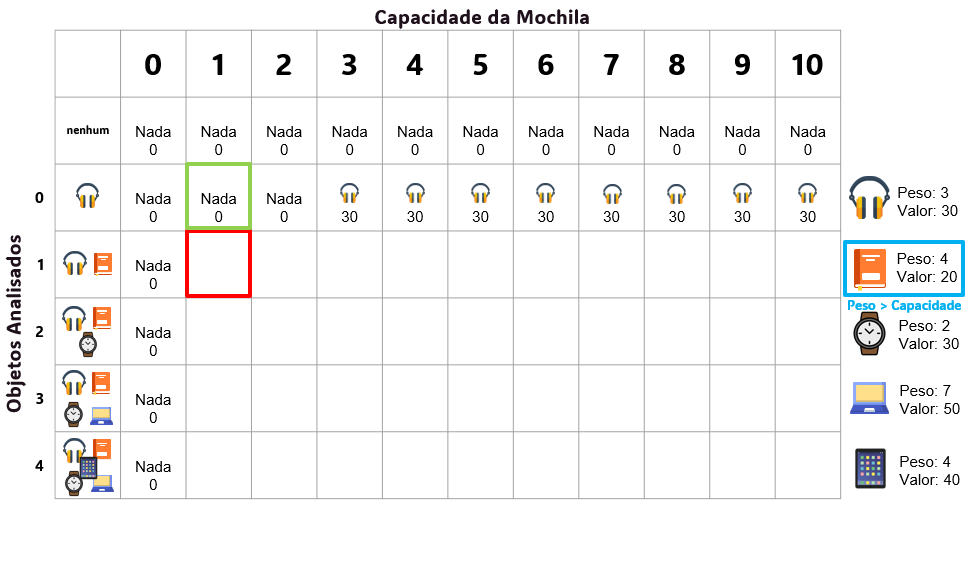 Capacidade da Mochila
0 1 2 3 4 5 6 7 8 9 10
nenhum Nada Nada Nada Nada Nada Nada Nada Nada Nada Nada Nada
0 0 0 0 0 0 0 0 0 0 0
0 Nada Nada Nada
0 0 0 30 30 30 30 30 30 30 30
Peso: 3
Valor: 30
Objetos Analisados
1 Nada
0
Peso: 4
Valor: 20
Peso > Capacidade
2 Nada
0
Peso: 2
Valor: 30
3 Nada
0
Peso: 7
Valor: 50
4 Nada
0
Peso: 4
Valor: 40